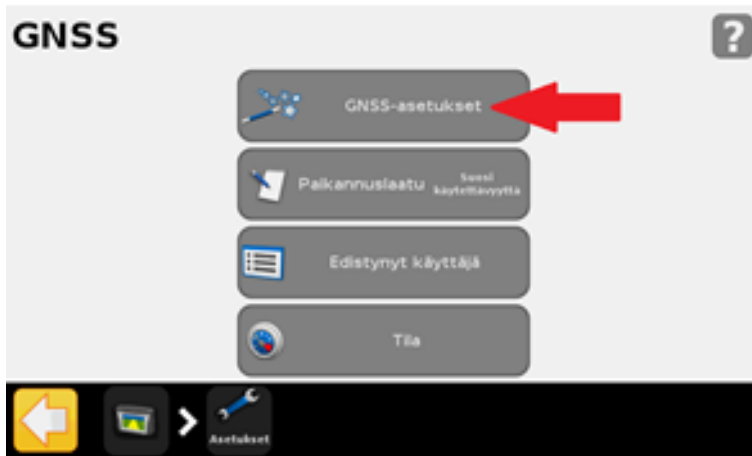 GNSS
?
GNSS-asetukset
Paikannuslaatu
Suosi
käytettävyyttä
Edistynyt käyttäjä
Tila
Asetukset